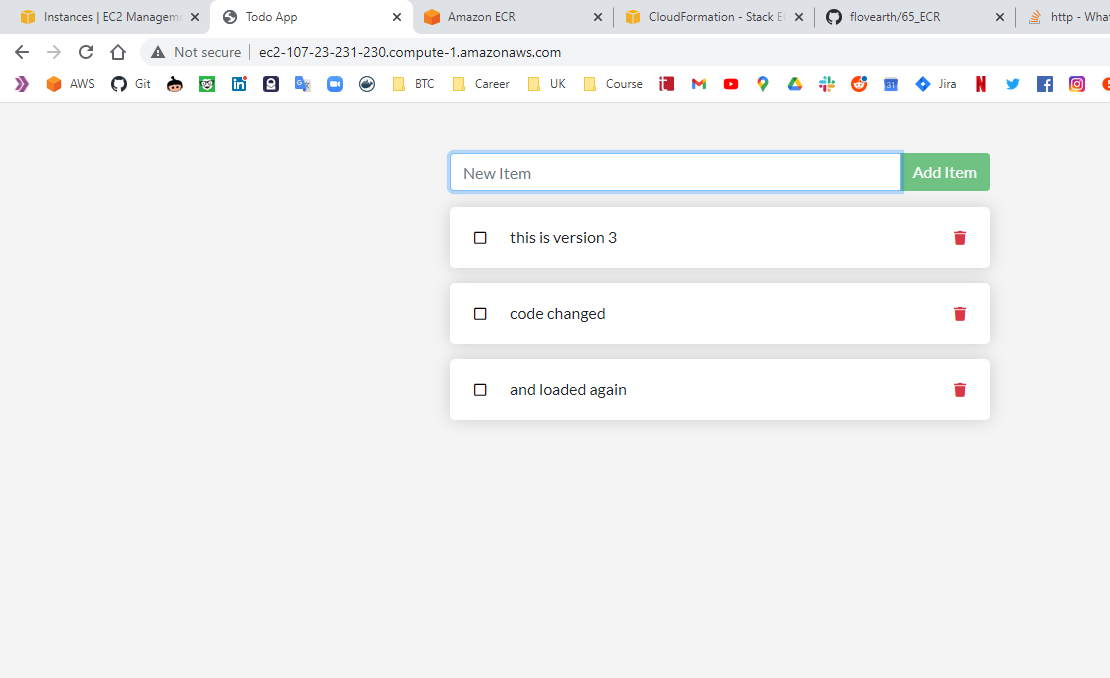 Instances | EC2 Managem
Todo App
Amazon ECR
CloudFormation - Stack E
flovearth/65_ECR
http - Wha
Not secure
ec2-107-23-231-230.compute-1.amazonaws.com
AWS
Git
BTC
Career
UK
Course
31
Jira
New Item
Add Item
this is version 3
code changed
and loaded again